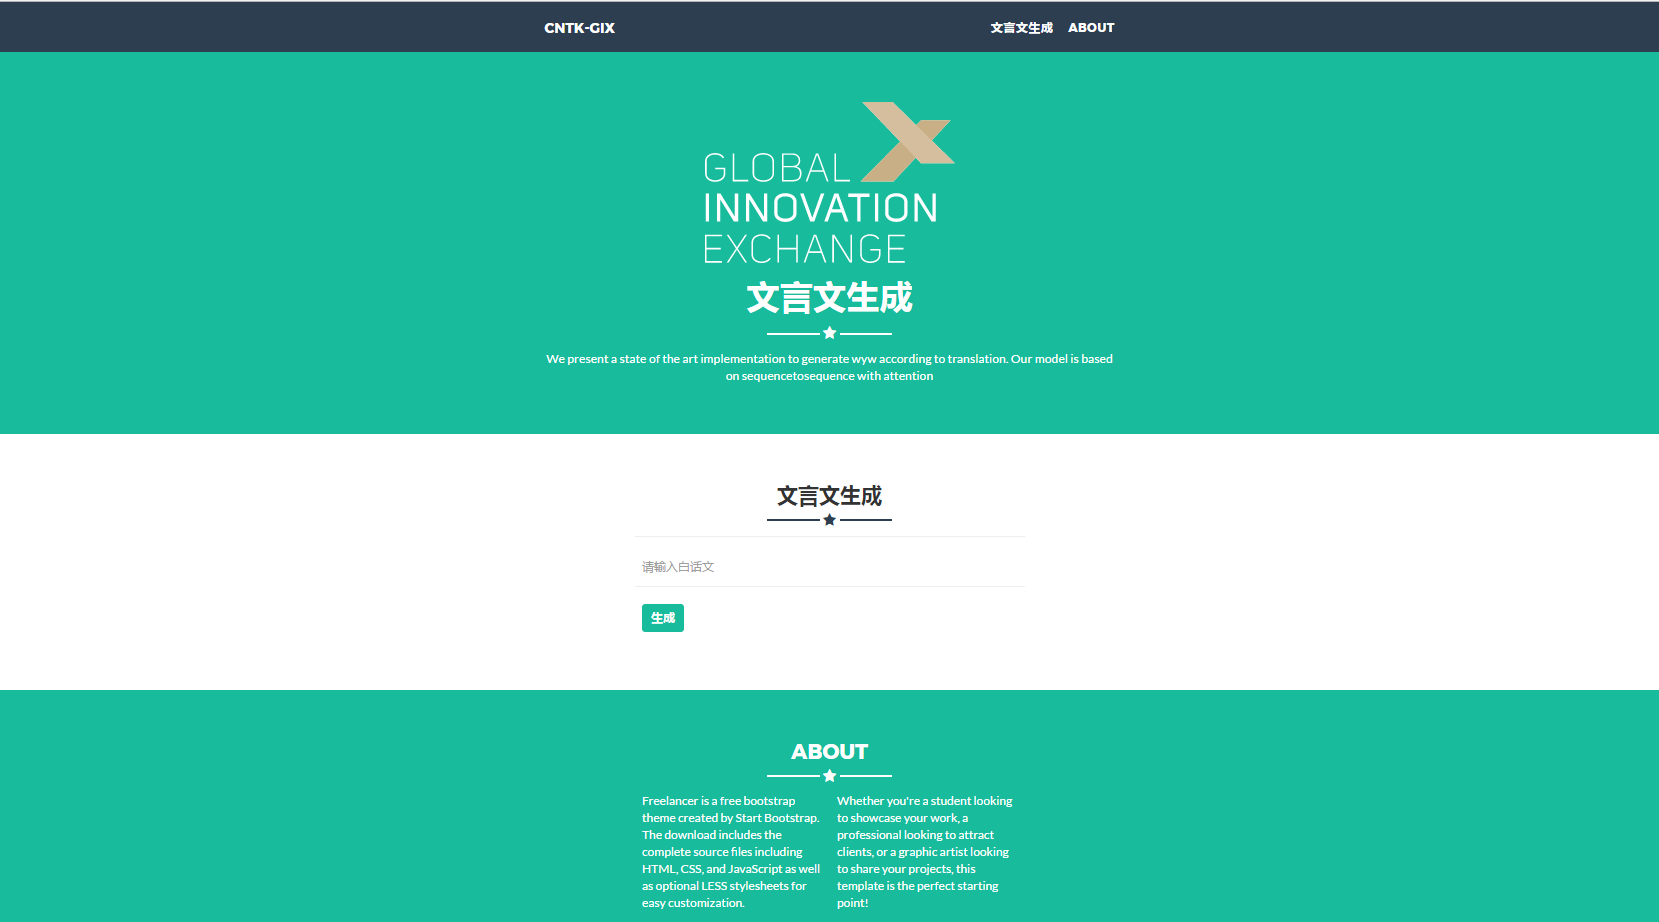 CNTK-GIX
文言文生成 ABOUT
GLOBAL
INNOVATION
EXCHANGE
文言文生成
We present a state of the art implementation to generate wyw according to translation. Our model is based
on sequencetosequence with attention
文言文生成
请输入白话文
生成
ABOUT
Freelancer is a free bootstrap
theme created by Start Bootstrap.
The download includes the
complete source files including
HTML, CSS, and JavaScript as well
as optional LESS stylesheets for
easy customization.
Whether you're a student looking
to showcase your work, a
professional looking to attract
clients, or a graphic artist looking
to share your projects, this
template is the perfect starting
point!